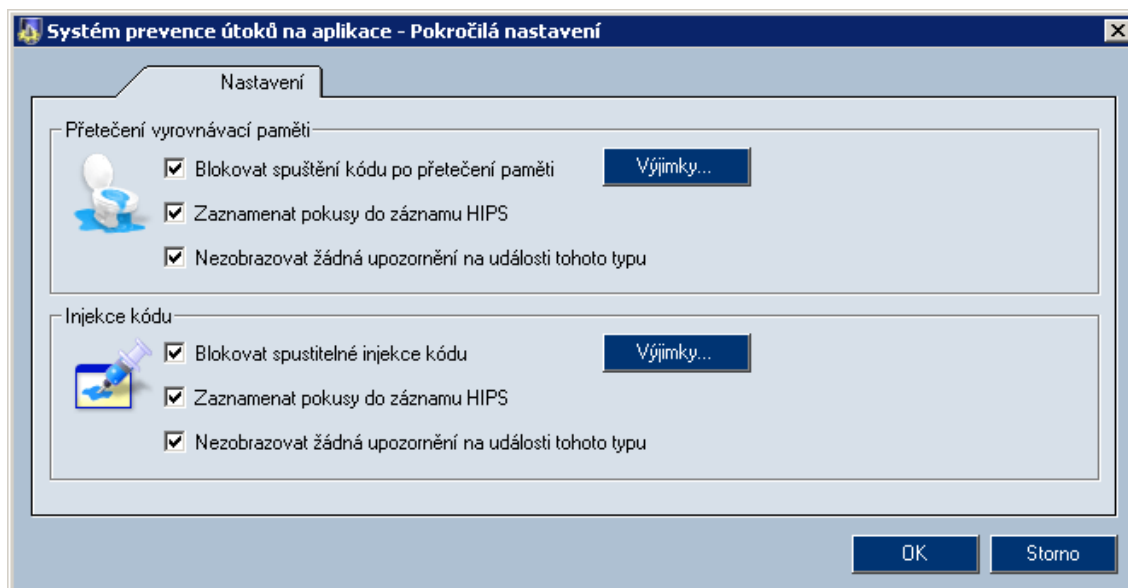 Systém prevence útoků na aplikace - Pokročilá nastavení
Nastavení
Přetečení vyrovnávací paměti
Blokovat spuštění kódu po přetečení paměti
Výjimky...
Zaznamenat pokusy do záznamu HIPS
Nezobrazovat žádná upozornění na události tohoto typu
Injekce kódu
Blokovat spustitelné injekce kódu
Výjimky...
Zaznamenat pokusy do záznamu HIPS
Nezobrazovat žádná upozornění na události tohoto typu
OK
Storno